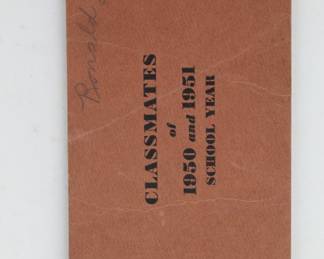 Ronald
CLASSMATES
of
1950 and 1951
SCHOOL YEAR